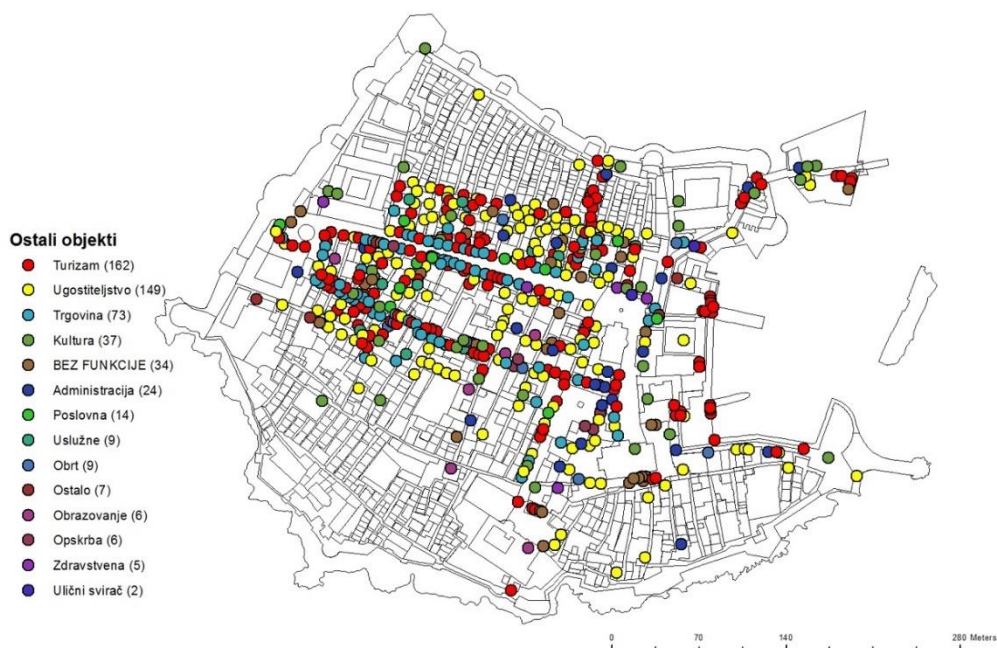 Ostali objekti
Turizam (162)
Ugostiteljstvo (149)
Trgovina (73)
Kultura (37)
BEZ FUNKCIJE (34)
Administracija (24)
Poslovna (14)
Uslužne (9)
Obrt (9)
Ostalo (7)
Obrazovanje (6)
Opskrba (6)
Zdravstvena (5)
Ulični svirač (2)
0 70 140 280 Meters